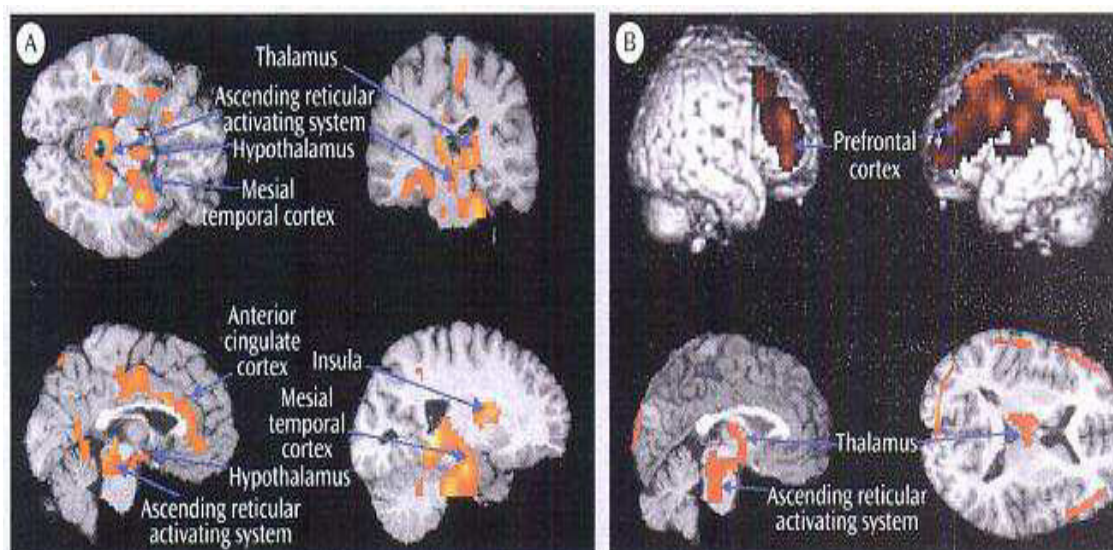 A
Thalamus
Ascending reticular
activating system
Hypothalamus
Mesial
temporal cortex
Anterior
cingulate
cortex
Insula
Mesial
temporal
cortex
Hypothalamus
Ascending reticular
activating system
B
Prefrontal
cortex
Thalamus
Ascending reticular
activating system